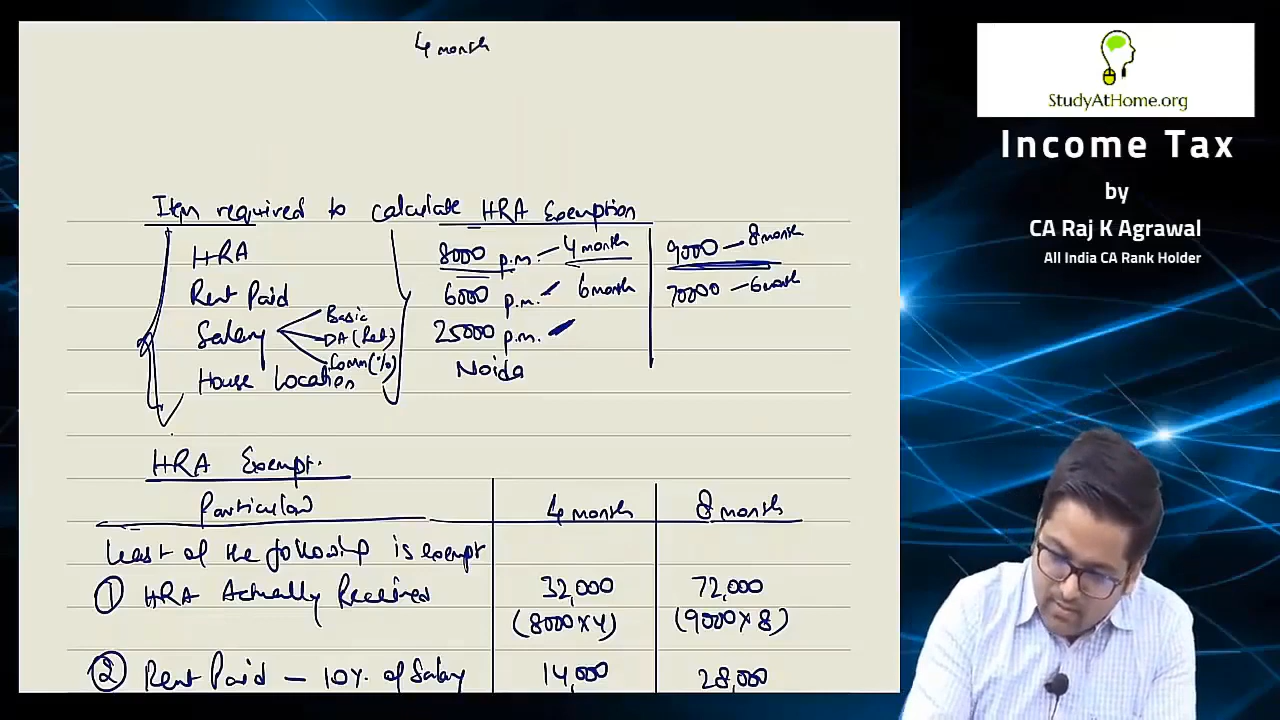 4 month
StudyAtHome.org
Income Tax
by
CA Raj K Agrawal
All India CA Rank Holder
Item required to calculate HRA Exemption
HRA 8000 p.m. — 4 month 9000 — 8 month
Rent Paid 6000 p.m. 6 month 70000 — 6 month
Salary Basic DA (Ret) Comm (%) 25000 p.m.
House Location Noida
HRA Exempt.
Particular 4 month 8 month
Least of the following is exempt
① HRA Actually Received 32,000 72,000
(8000 x 4) (9000 x 8)
② Rent Paid — 10% of Salary 14,000 28,000